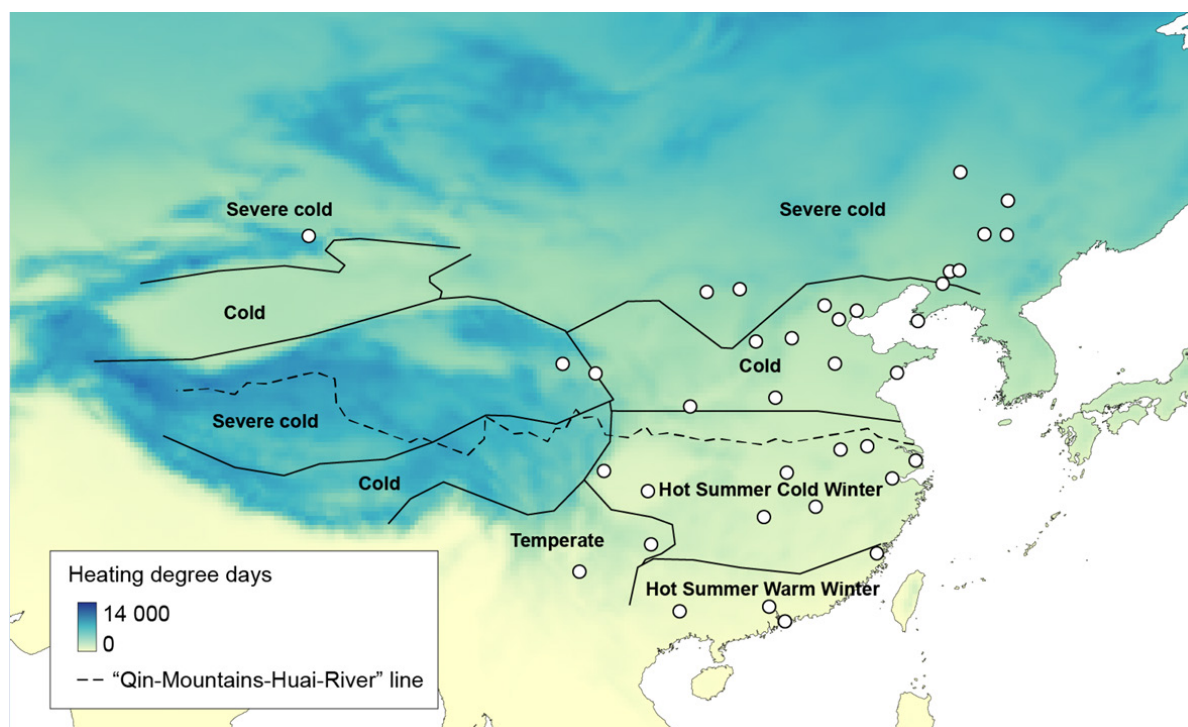 Severe cold
Severe cold
Cold
Cold
Severe cold
Cold
Hot Summer Cold Winter
Temperate
Hot Summer Warm Winter
Heating degree days
14 000
0
“Qin-Mountains-Huai-River” line